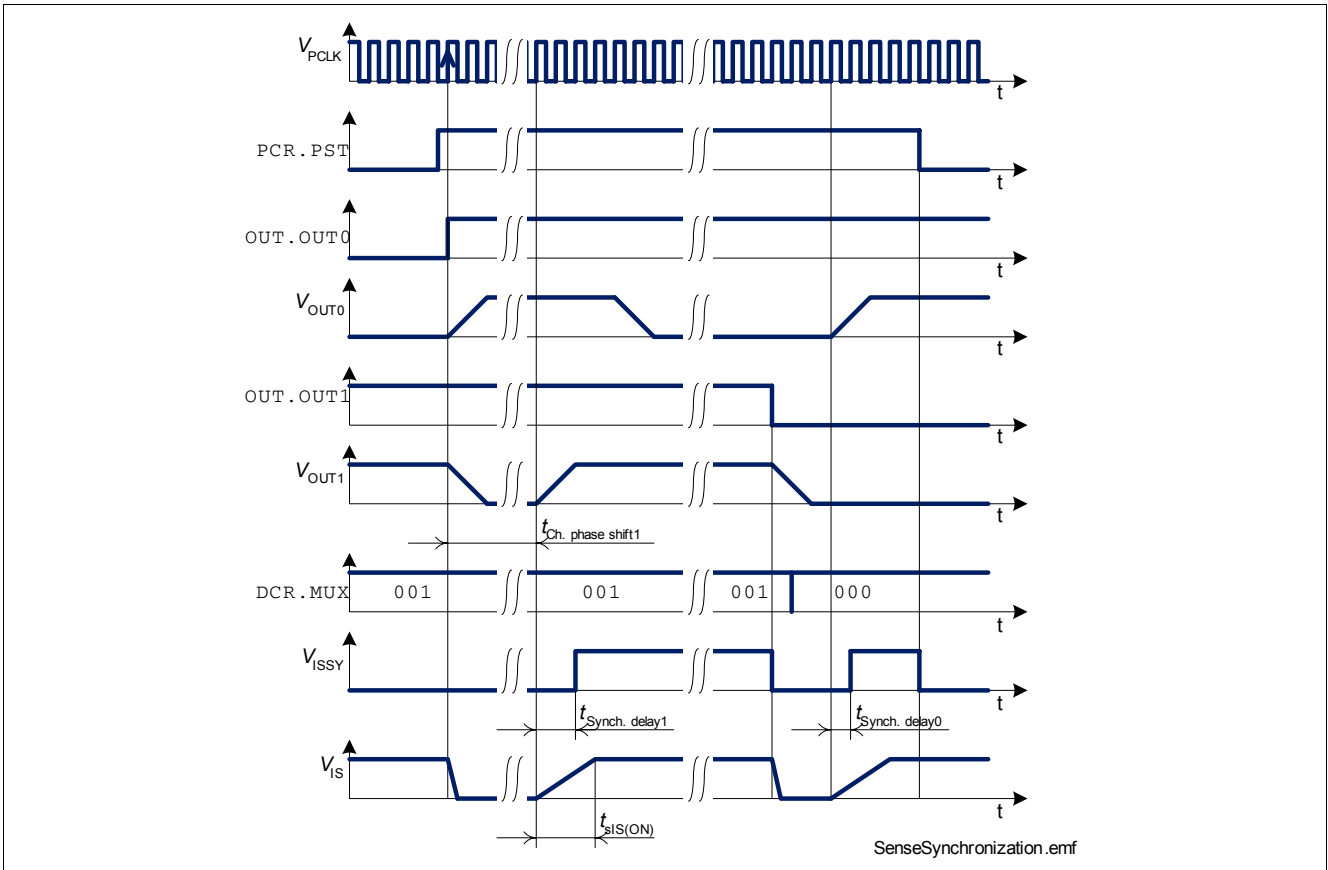 VPCLK
t
PCR.PST
t
OUT.OUT0
t
VOUT0
t
OUT.OUT1
t
VOUT1
t
tCh. phase shift1
DCR.MUX 001 001 001 000
t
VISSY
t
tSynch. delay1 tSynch. delay0
VIS
t
tsIS(ON)
SenseSynchronization.emf